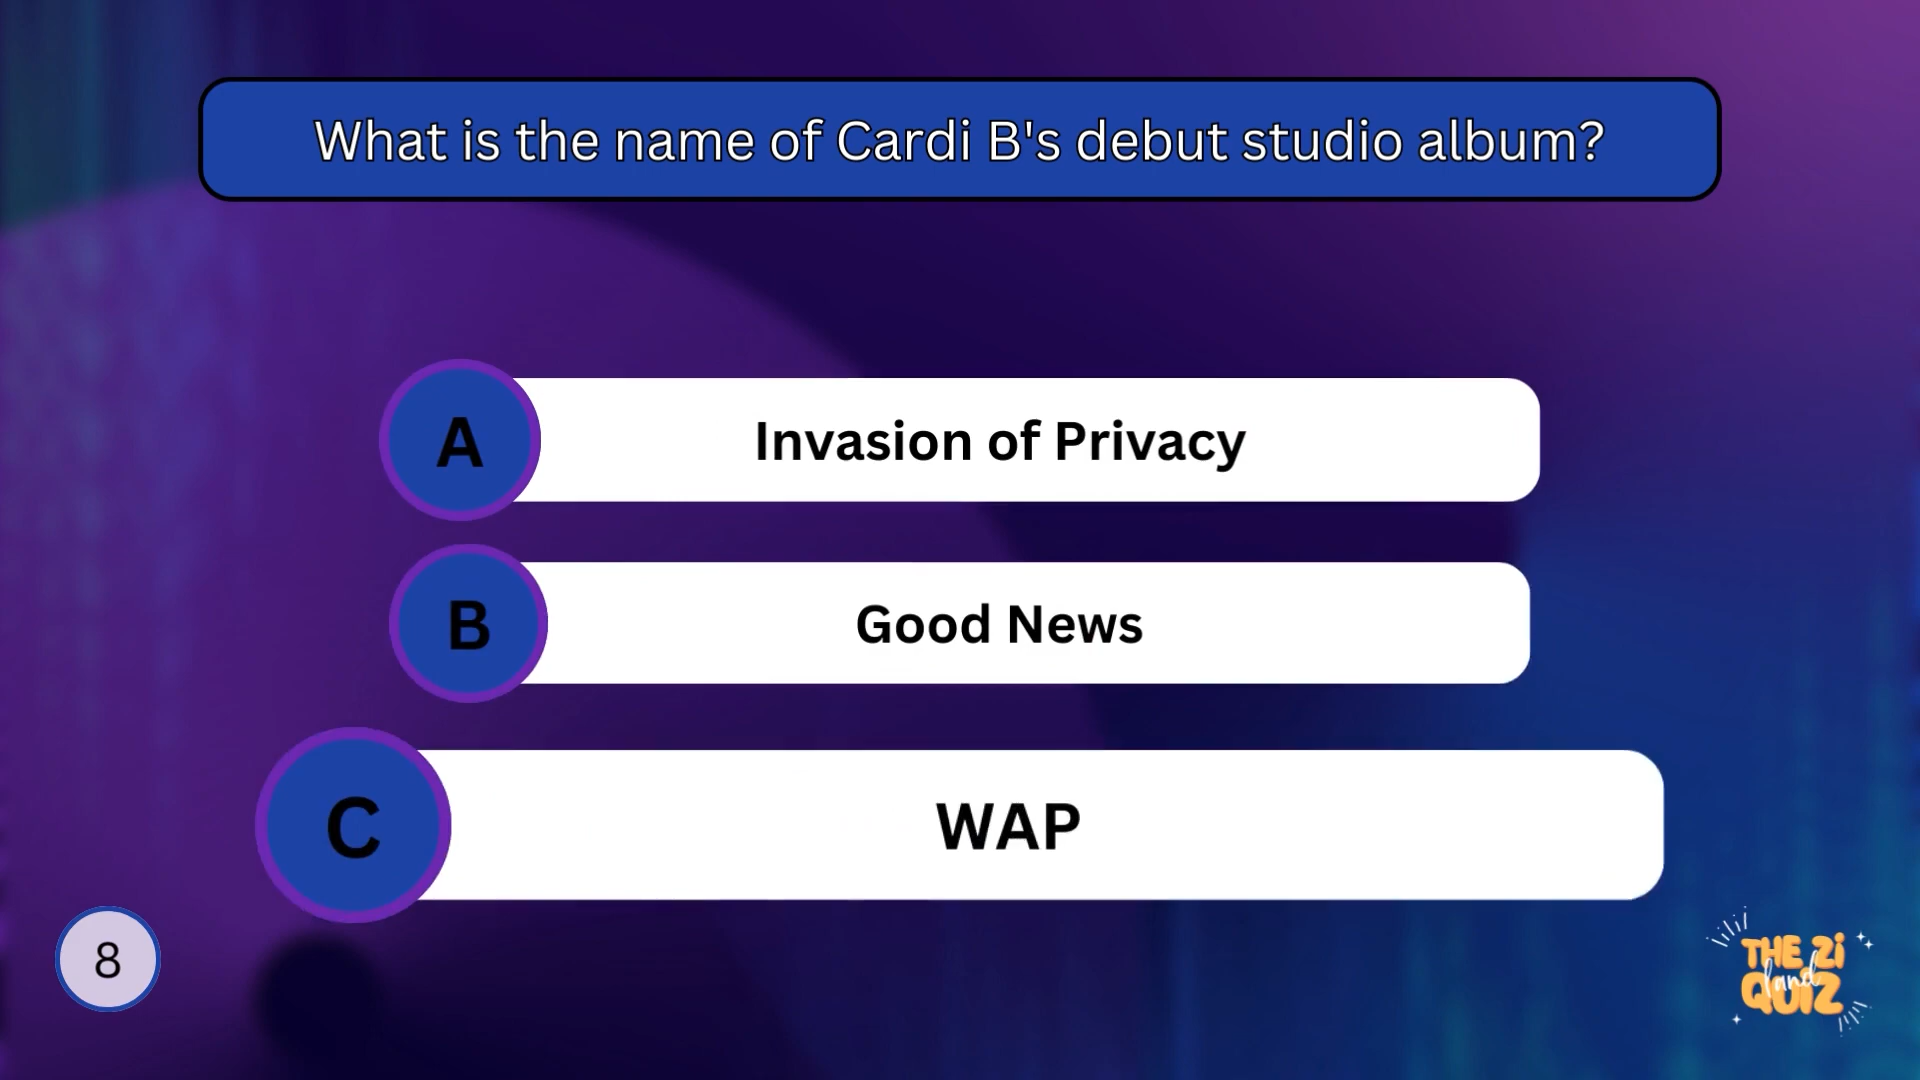 What is the name of Cardi B's debut studio album?
A
Invasion of Privacy
B
Good News
C
WAP
8
THE Zi
land
QUIZ